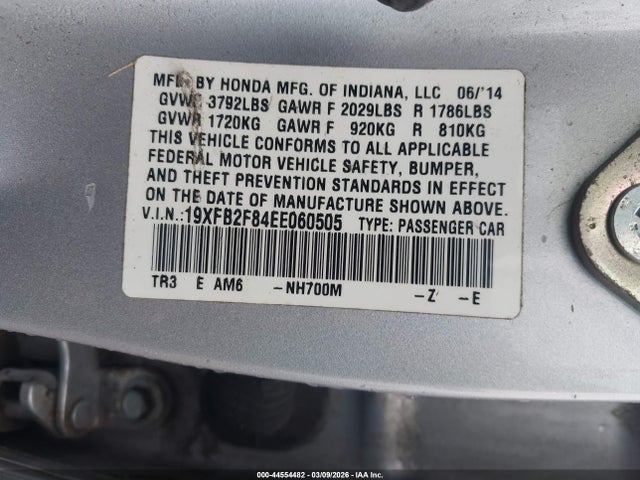 MFD BY HONDA MFG. OF INDIANA, LLC 06/'14
GVWR 3792LBS GAWR F 2029LBS R 1786LBS
GVWR 1720KG GAWR F 920KG R 810KG
THIS VEHICLE CONFORMS TO ALL APPLICABLE
FEDERAL MOTOR VEHICLE SAFETY, BUMPER,
AND THEFT PREVENTION STANDARDS IN EFFECT
ON THE DATE OF MANUFACTURE SHOWN ABOVE.
V.I.N.:19XFB2F84EE060505 TYPE: PASSENGER CAR
TR3 E AM6 -NH700M -Z -E
000-44554482 | 03/09/2026 | IAA Inc.